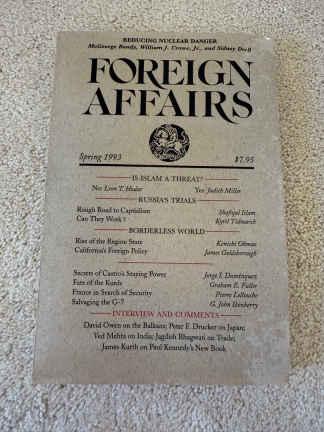 REDUCING NUCLEAR DANGER
McGeorge Bundy, William J. Crowe, Jr., and Sidney Drell
FOREIGN
AFFAIRS
Spring 1993 $7.95
IS ISLAM A THREAT?
No: Leon T. Hadar Yes: Judith Miller
RUSSIA'S TRIALS
Rough Road to Capitalism Shafiqul Islam
Can They Work? Kyril Tidmarsh
BORDERLESS WORLD
Rise of the Region State Kenichi Ohmae
California's Foreign Policy James Goldsborough
Secrets of Castro's Staying Power Jorge I. Domínguez
Fate of the Kurds Graham E. Fuller
France in Search of Security Pierre Lellouche
Salvaging the G-7 G. John Ikenberry
INTERVIEW AND COMMENTS
David Owen on the Balkans; Peter F. Drucker on Japan;
Ved Mehta on India; Jagdish Bhagwati on Trade;
James Kurth on Paul Kennedy's New Book